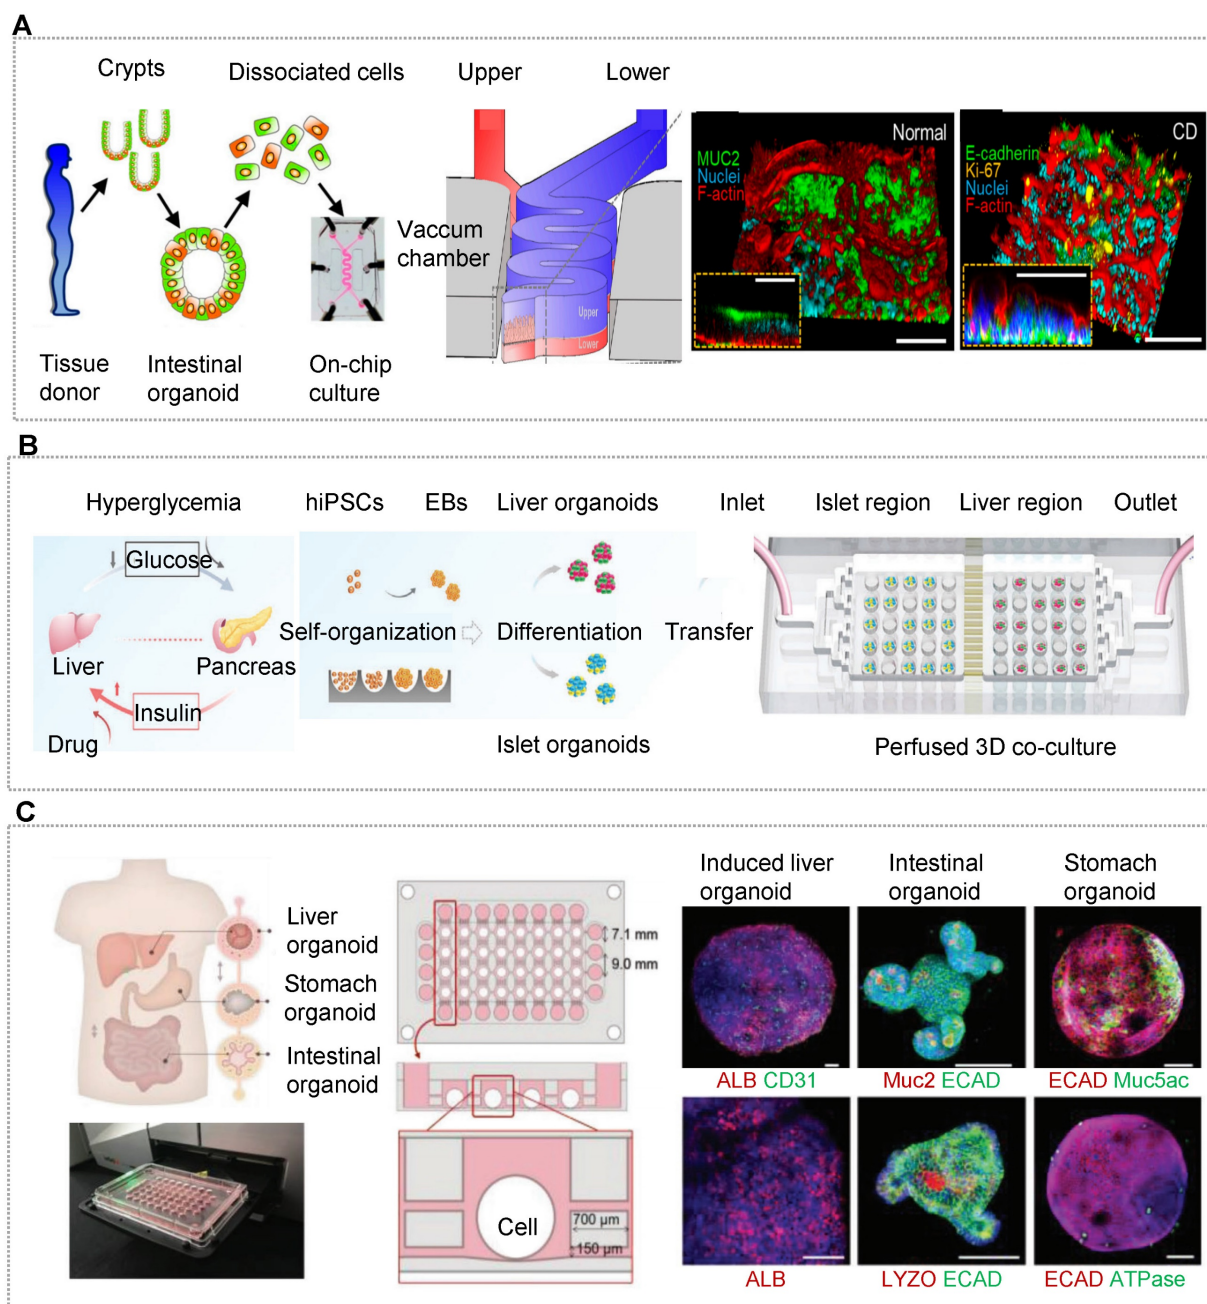 A
Crypts
Dissociated cells
Upper
Lower
Normal
CD
MUC2
Nuclei
F-actin
E-cadherin
Ki-67
Nuclei
F-actin
Vaccum
chamber
Upper
Lower
Tissue
donor
Intestinal
organoid
On-chip
culture
B
Hyperglycemia
hiPSCs
EBs
Liver organoids
Inlet
Islet region
Liver region
Outlet
Glucose
Liver
Pancreas
Self-organization
Differentiation
Transfer
Insulin
Drug
Islet organoids
Perfused 3D co-culture
C
Liver
organoid
Stomach
organoid
Intestinal
organoid
7.1 mm
9.0 mm
Cell
700 μm
150 μm
Induced liver
organoid
Intestinal
organoid
Stomach
organoid
ALB CD31
Muc2 ECAD
ECAD Muc5ac
ALB
LYZO ECAD
ECAD ATPase